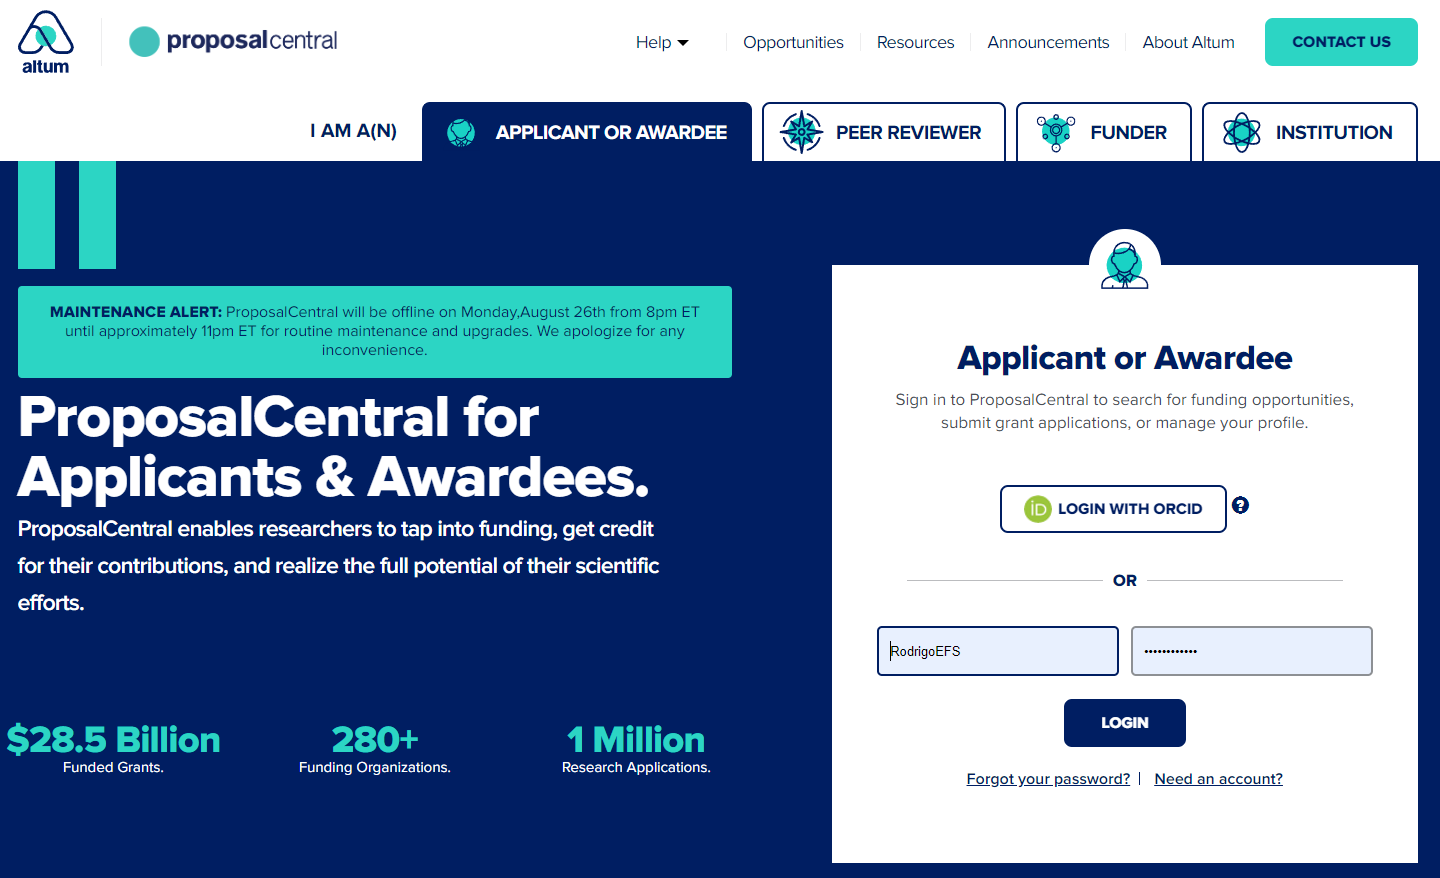 altum
proposalcentral
Help
Opportunities
Resources
Announcements
About Altum
CONTACT US
I AM A(N)
APPLICANT OR AWARDEE
PEER REVIEWER
FUNDER
INSTITUTION
MAINTENANCE ALERT: ProposalCentral will be offline on Monday,August 26th from 8pm ET
until approximately 11pm ET for routine maintenance and upgrades. We apologize for any
inconvenience.
ProposalCentral for
Applicants & Awardees.
ProposalCentral enables researchers to tap into funding, get credit
for their contributions, and realize the full potential of their scientific
efforts.
$28.5 Billion
Funded Grants.
280+
Funding Organizations.
1 Million
Research Applications.
Applicant or Awardee
Sign in to ProposalCentral to search for funding opportunities,
submit grant applications, or manage your profile.
iD LOGIN WITH ORCID ?
OR
RodrigoEFS
••••••••••••
LOGIN
Forgot your password? | Need an account?